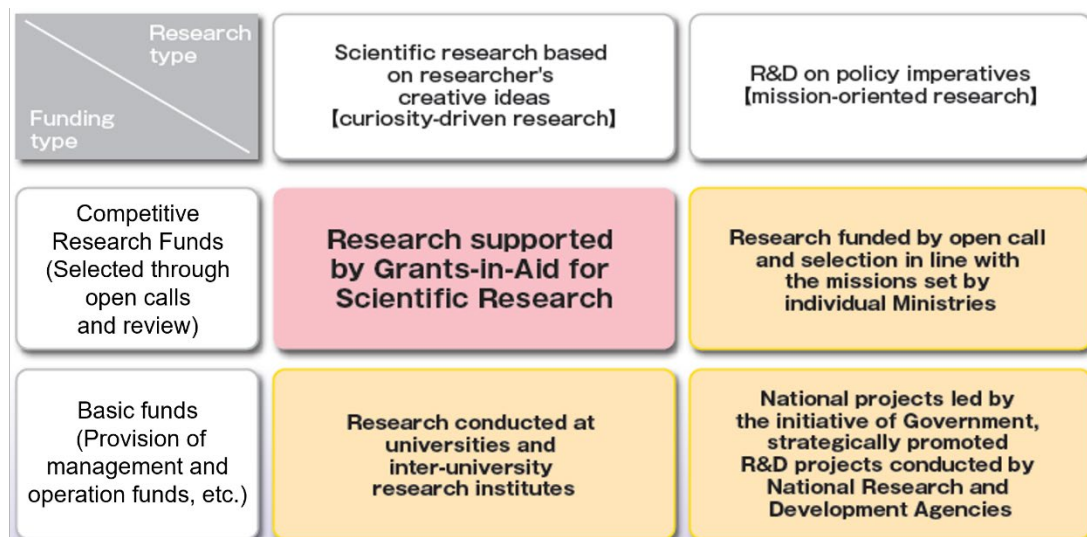 Research
type
Funding
type
Scientific research based
on researcher's
creative ideas
【curiosity-driven research】
R&D on policy imperatives
【mission-oriented research】
Competitive
Research Funds
(Selected through
open calls
and review)
Research supported
by Grants-in-Aid for
Scientific Research
Research funded by open call
and selection in line with
the missions set by
individual Ministries
Basic funds
(Provision of
management and
operation funds, etc.)
Research conducted at
universities and
inter-university
research institutes
National projects led by
the initiative of Government,
strategically promoted
R&D projects conducted by
National Research and
Development Agencies